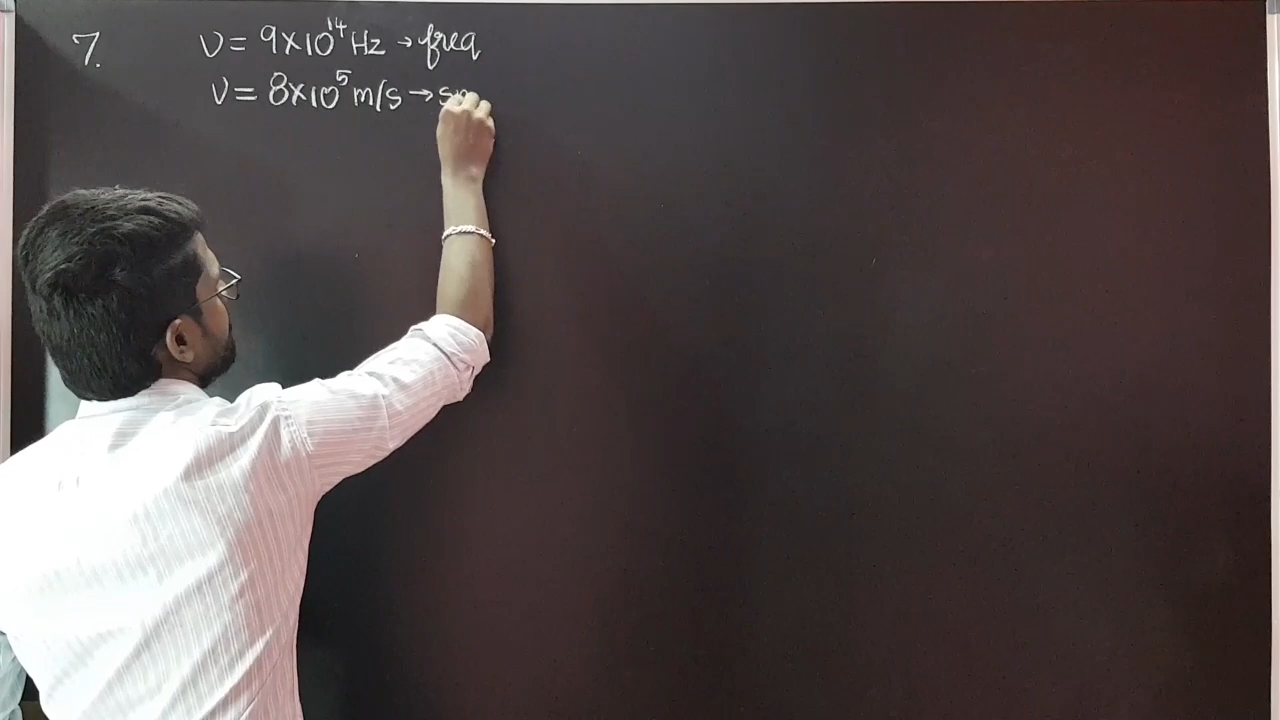 7. ν = 9×10¹⁴ Hz → freq
v = 8×10⁵ m/s →